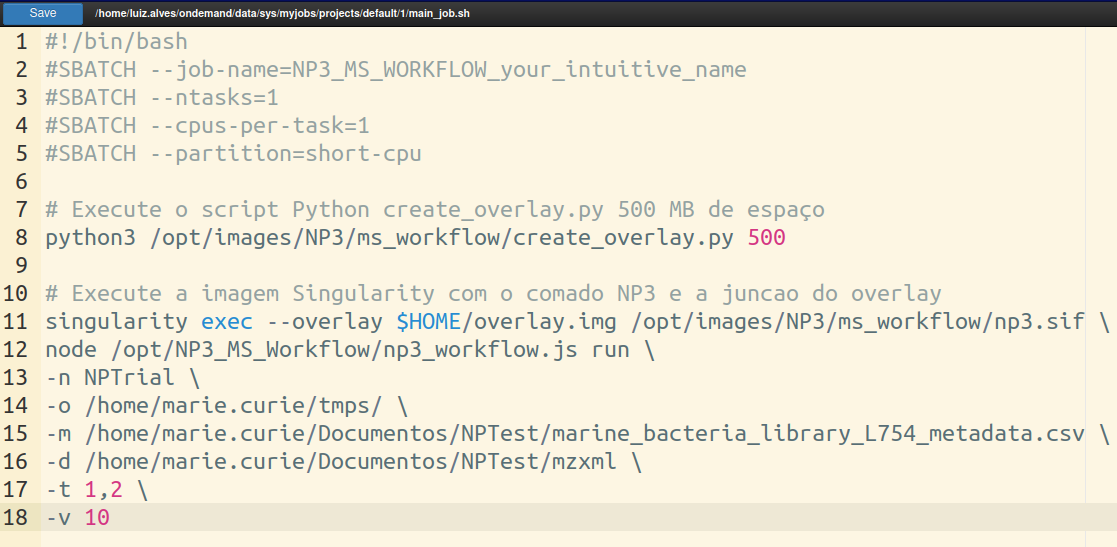 Save /home/luiz.alves/ondemand/data/sys/myjobs/projects/default/1/main_job.sh
1 #!/bin/bash
2 #SBATCH --job-name=NP3_MS_WORKFLOW_your_intuitive_name
3 #SBATCH --ntasks=1
4 #SBATCH --cpus-per-task=1
5 #SBATCH --partition=short-cpu
6
7 # Execute o script Python create_overlay.py 500 MB de espaço
8 python3 /opt/images/NP3/ms_workflow/create_overlay.py 500
9
10 # Execute a imagem Singularity com o comado NP3 e a juncao do overlay
11 singularity exec --overlay $HOME/overlay.img /opt/images/NP3/ms_workflow/np3.sif \
12 node /opt/NP3_MS_Workflow/np3_workflow.js run \
13 -n NPTrial \
14 -o /home/marie.curie/tmps/ \
15 -m /home/marie.curie/Documentos/NPTest/marine_bacteria_library_L754_metadata.csv \
16 -d /home/marie.curie/Documentos/NPTest/mzxml \
17 -t 1,2 \
18 -v 10